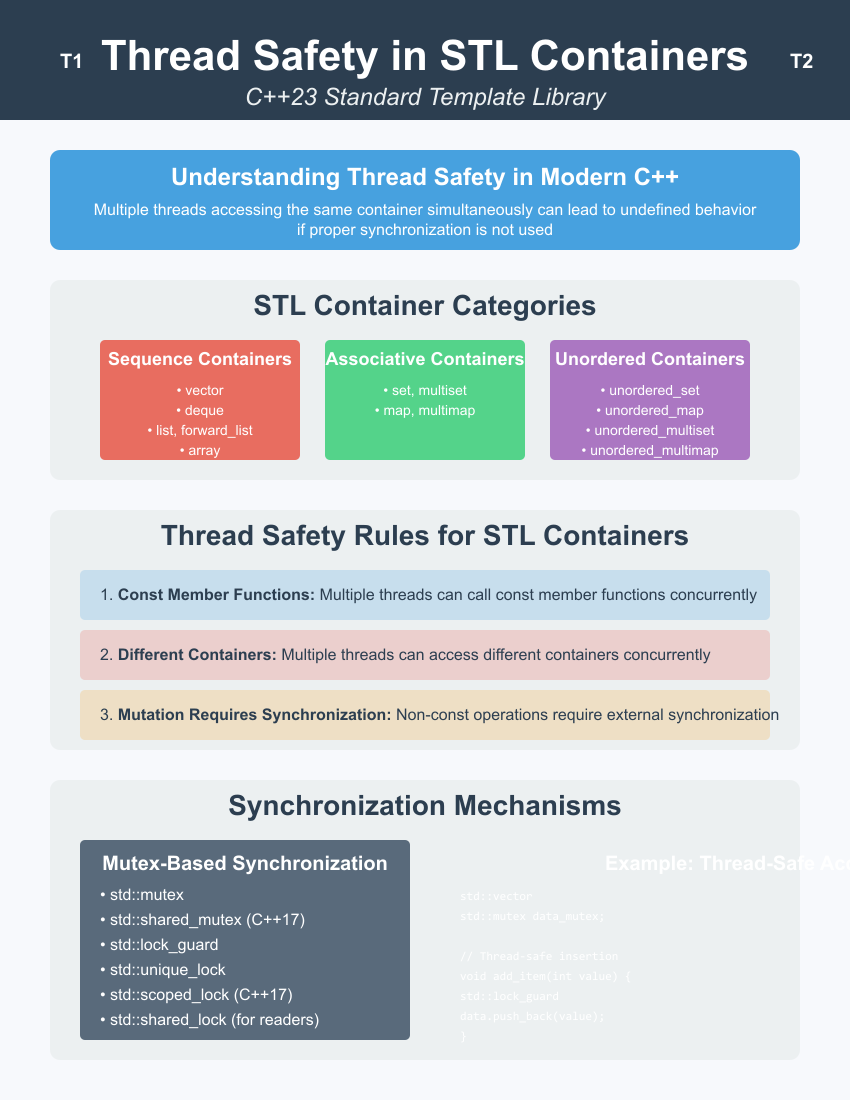 T1 Thread Safety in STL Containers T2
C++23 Standard Template Library
Understanding Thread Safety in Modern C++
Multiple threads accessing the same container simultaneously can lead to undefined behavior
if proper synchronization is not used
STL Container Categories
Sequence Containers
• vector
• deque
• list, forward_list
• array
Associative Containers
• set, multiset
• map, multimap
Unordered Containers
• unordered_set
• unordered_map
• unordered_multiset
• unordered_multimap
Thread Safety Rules for STL Containers
1. Const Member Functions: Multiple threads can call const member functions concurrently
2. Different Containers: Multiple threads can access different containers concurrently
3. Mutation Requires Synchronization: Non-const operations require external synchronization
Synchronization Mechanisms
Mutex-Based Synchronization
• std::mutex
• std::shared_mutex (C++17)
• std::lock_guard
• std::unique_lock
• std::scoped_lock (C++17)
• std::shared_lock (for readers)
Example: Thread-Safe
std::vector
std::mutex data_mutex;
// Thread-safe insertion
void add_item(int value) {
std::lock_guard
data.push_back(value);
}